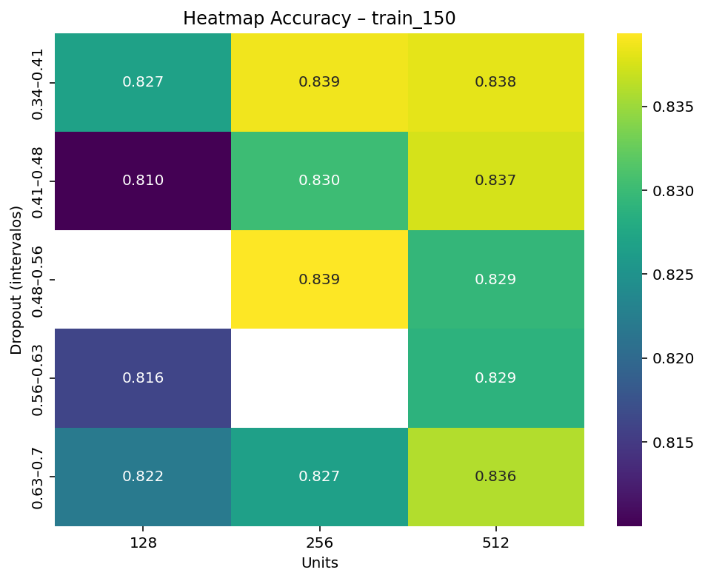 Heatmap Accuracy – train_150
Dropout (intervalos)
0.34–0.41
0.827 0.839 0.838
0.41–0.48
0.810 0.830 0.837
0.48–0.56
0.839 0.829
0.56–0.63
0.816 0.829
0.63–0.7
0.822 0.827 0.836
128 256 512
Units
0.835
0.830
0.825
0.820
0.815